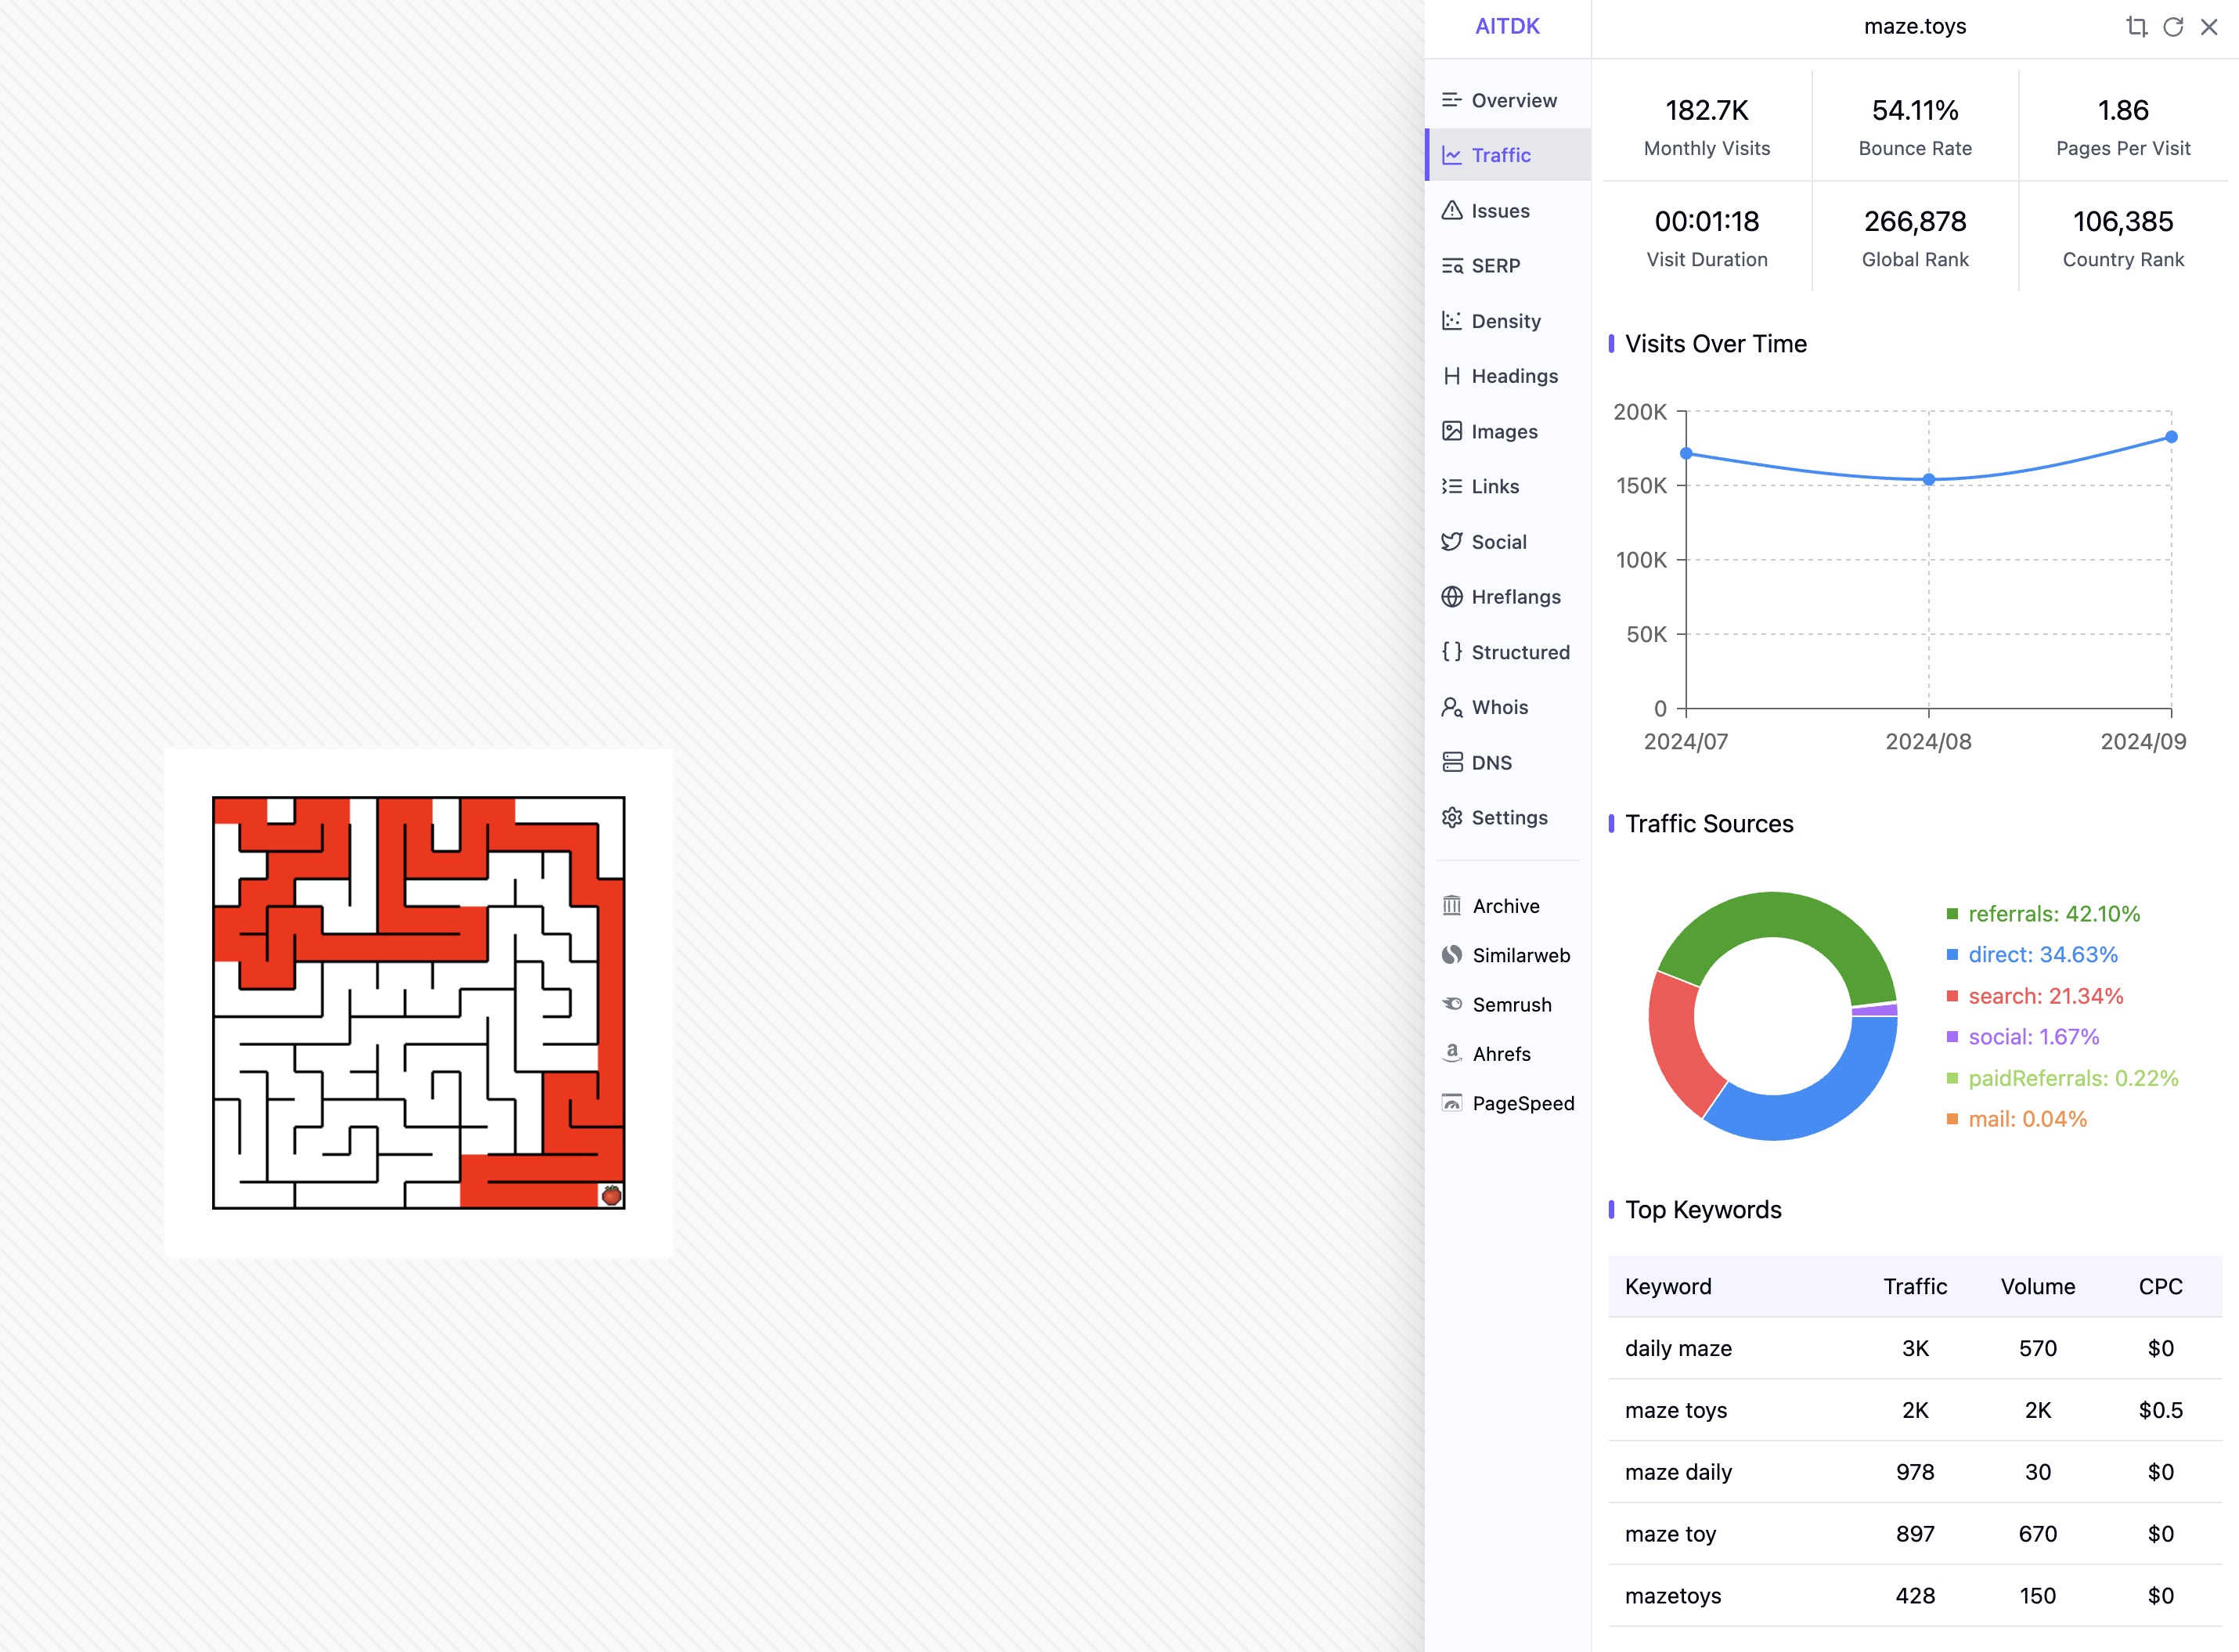 AITDK
maze.toys
Overview
Traffic
Issues
SERP
Density
Headings
Images
Links
Social
Hreflangs
Structured
Whois
DNS
Settings
Archive
Similarweb
Semrush
Ahrefs
PageSpeed
182.7K 54.11% 1.86
Monthly Visits Bounce Rate Pages Per Visit
00:01:18 266,878 106,385
Visit Duration Global Rank Country Rank
Visits Over Time
200K
150K
100K
50K
0
2024/07 2024/08 2024/09
Traffic Sources
referrals: 42.10%
direct: 34.63%
search: 21.34%
social: 1.67%
paidReferrals: 0.22%
mail: 0.04%
Top Keywords
Keyword Traffic Volume CPC
daily maze 3K 570 $0
maze toys 2K 2K $0.5
maze daily 978 30 $0
maze toy 897 670 $0
mazetoys 428 150 $0